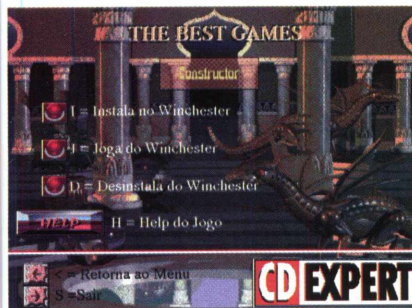 THE BEST GAMES
Constructor
I = Instala no Winchester
J = Joga do Winchester
D = Desinstala do Winchester
HELP
H = Help do Jogo
< = Retorna ao Menu
S =Sair
CD EXPERT